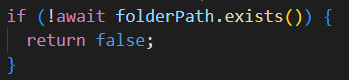 if (!await folderPath.exists()) {
  return false;
}